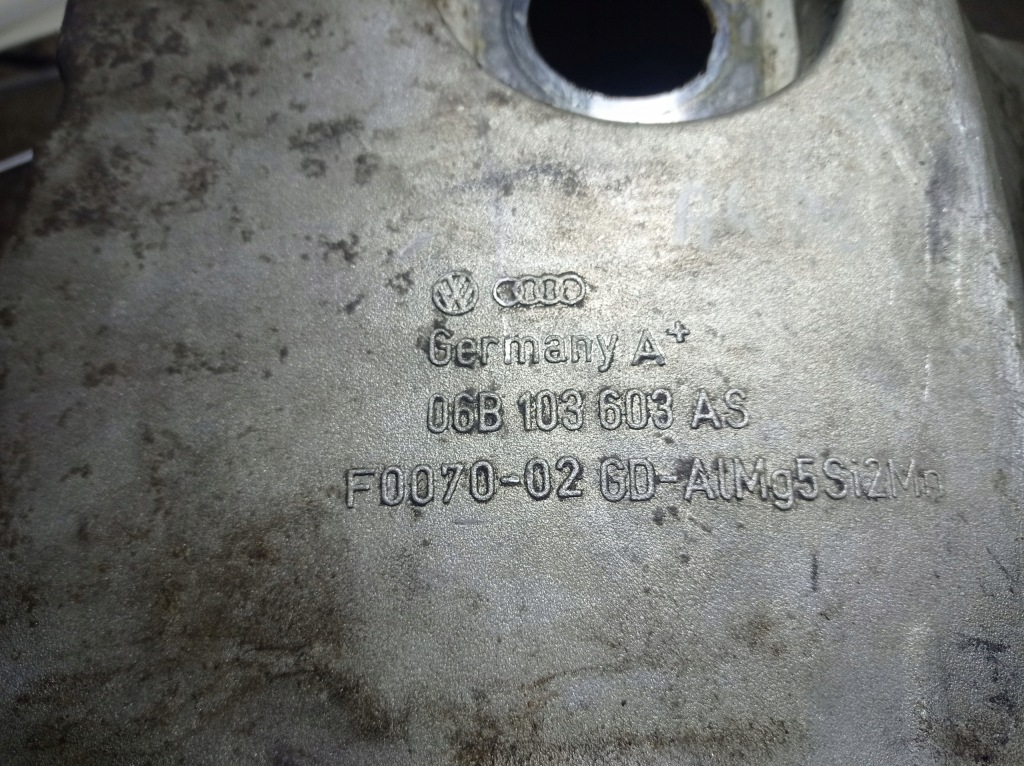 Germany A+
06B 103 603 AS
F0070-02 GD-AlMg5Si2Mn